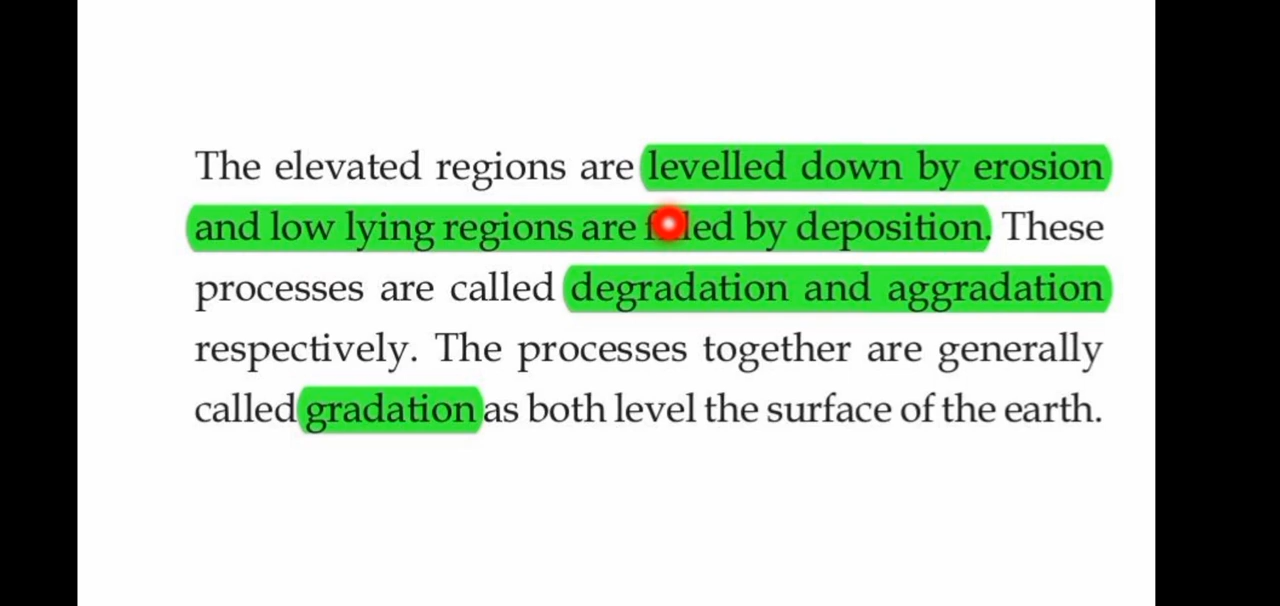 The elevated regions are levelled down by erosion
and low lying regions are filled by deposition. These
processes are called degradation and aggradation
respectively. The processes together are generally
called gradation as both level the surface of the earth.